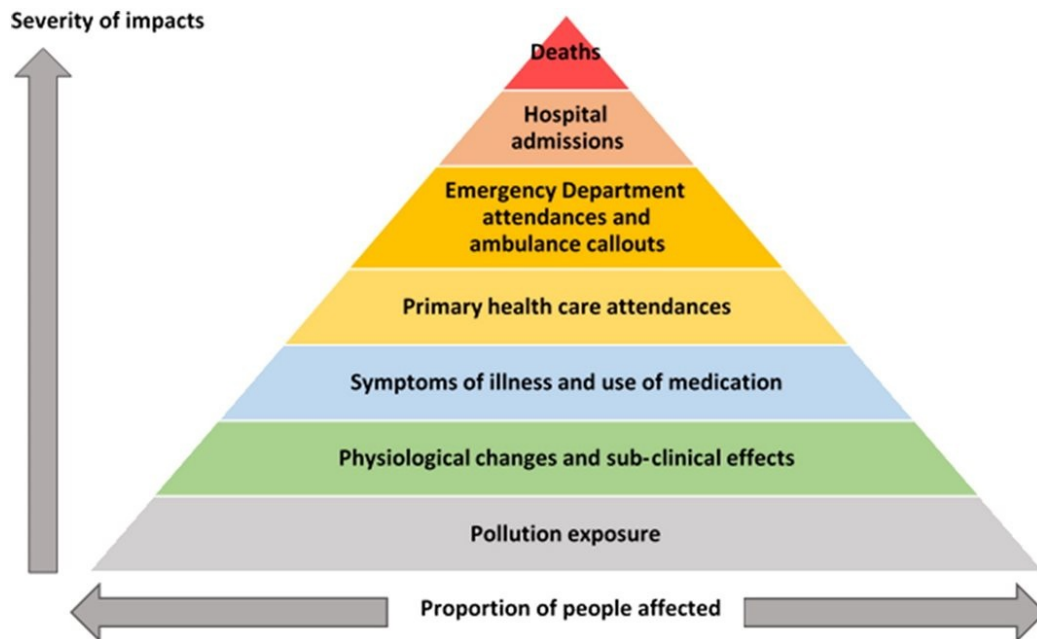 Severity of impacts
Deaths
Hospital
admissions
Emergency Department
attendances and
ambulance callouts
Primary health care attendances
Symptoms of illness and use of medication
Physiological changes and sub-clinical effects
Pollution exposure
Proportion of people affected